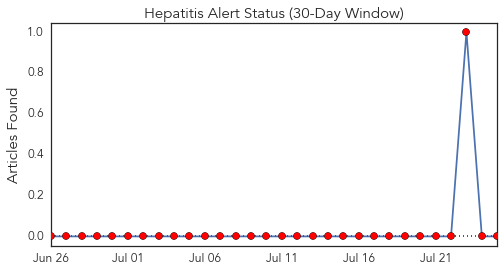 Hepatitis Alert Status (30-Day Window)
Articles Found
1.0
0.8
0.6
0.4
0.2
0.0
Jun 26
Jul 01
Jul 06
Jul 11
Jul 16
Jul 21